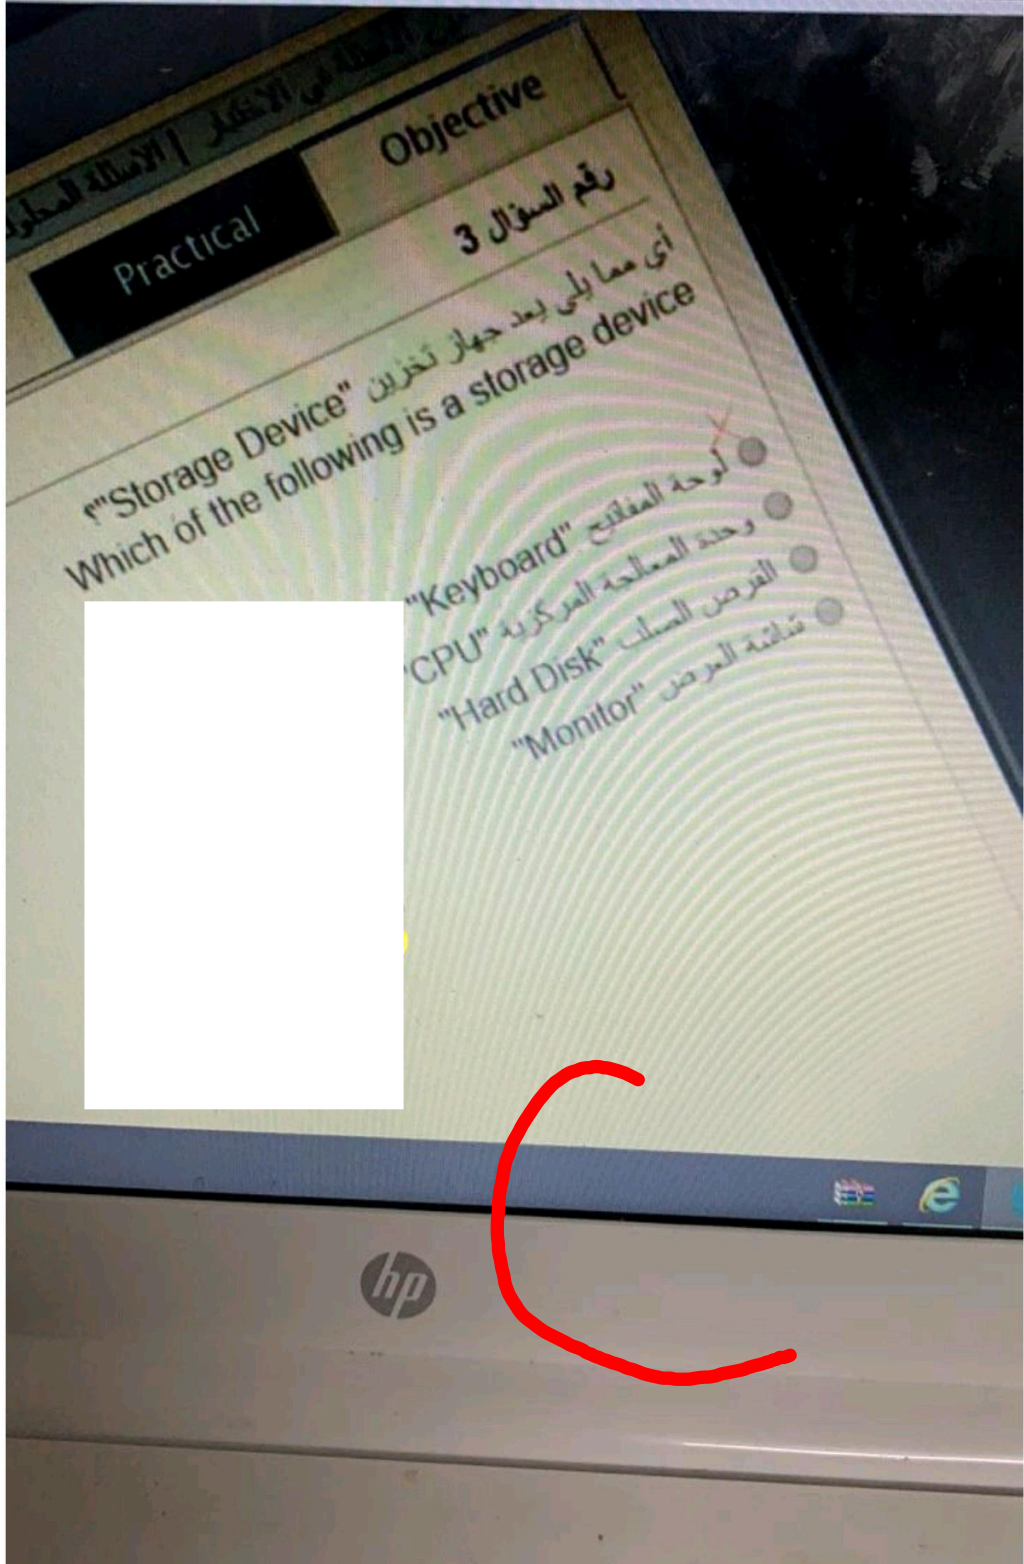 الأسئلة المحلولة
Practical
Objective
رقم السؤال 3
أي مما يلي يعد جهاز تخزين "Storage Device"؟
Which of the following is a storage device
لوحة المفاتيح "Keyboard"
وحدة المعالجة المركزية "CPU"
القرص الصلب "Hard Disk"
شاشة العرض "Monitor"
hp